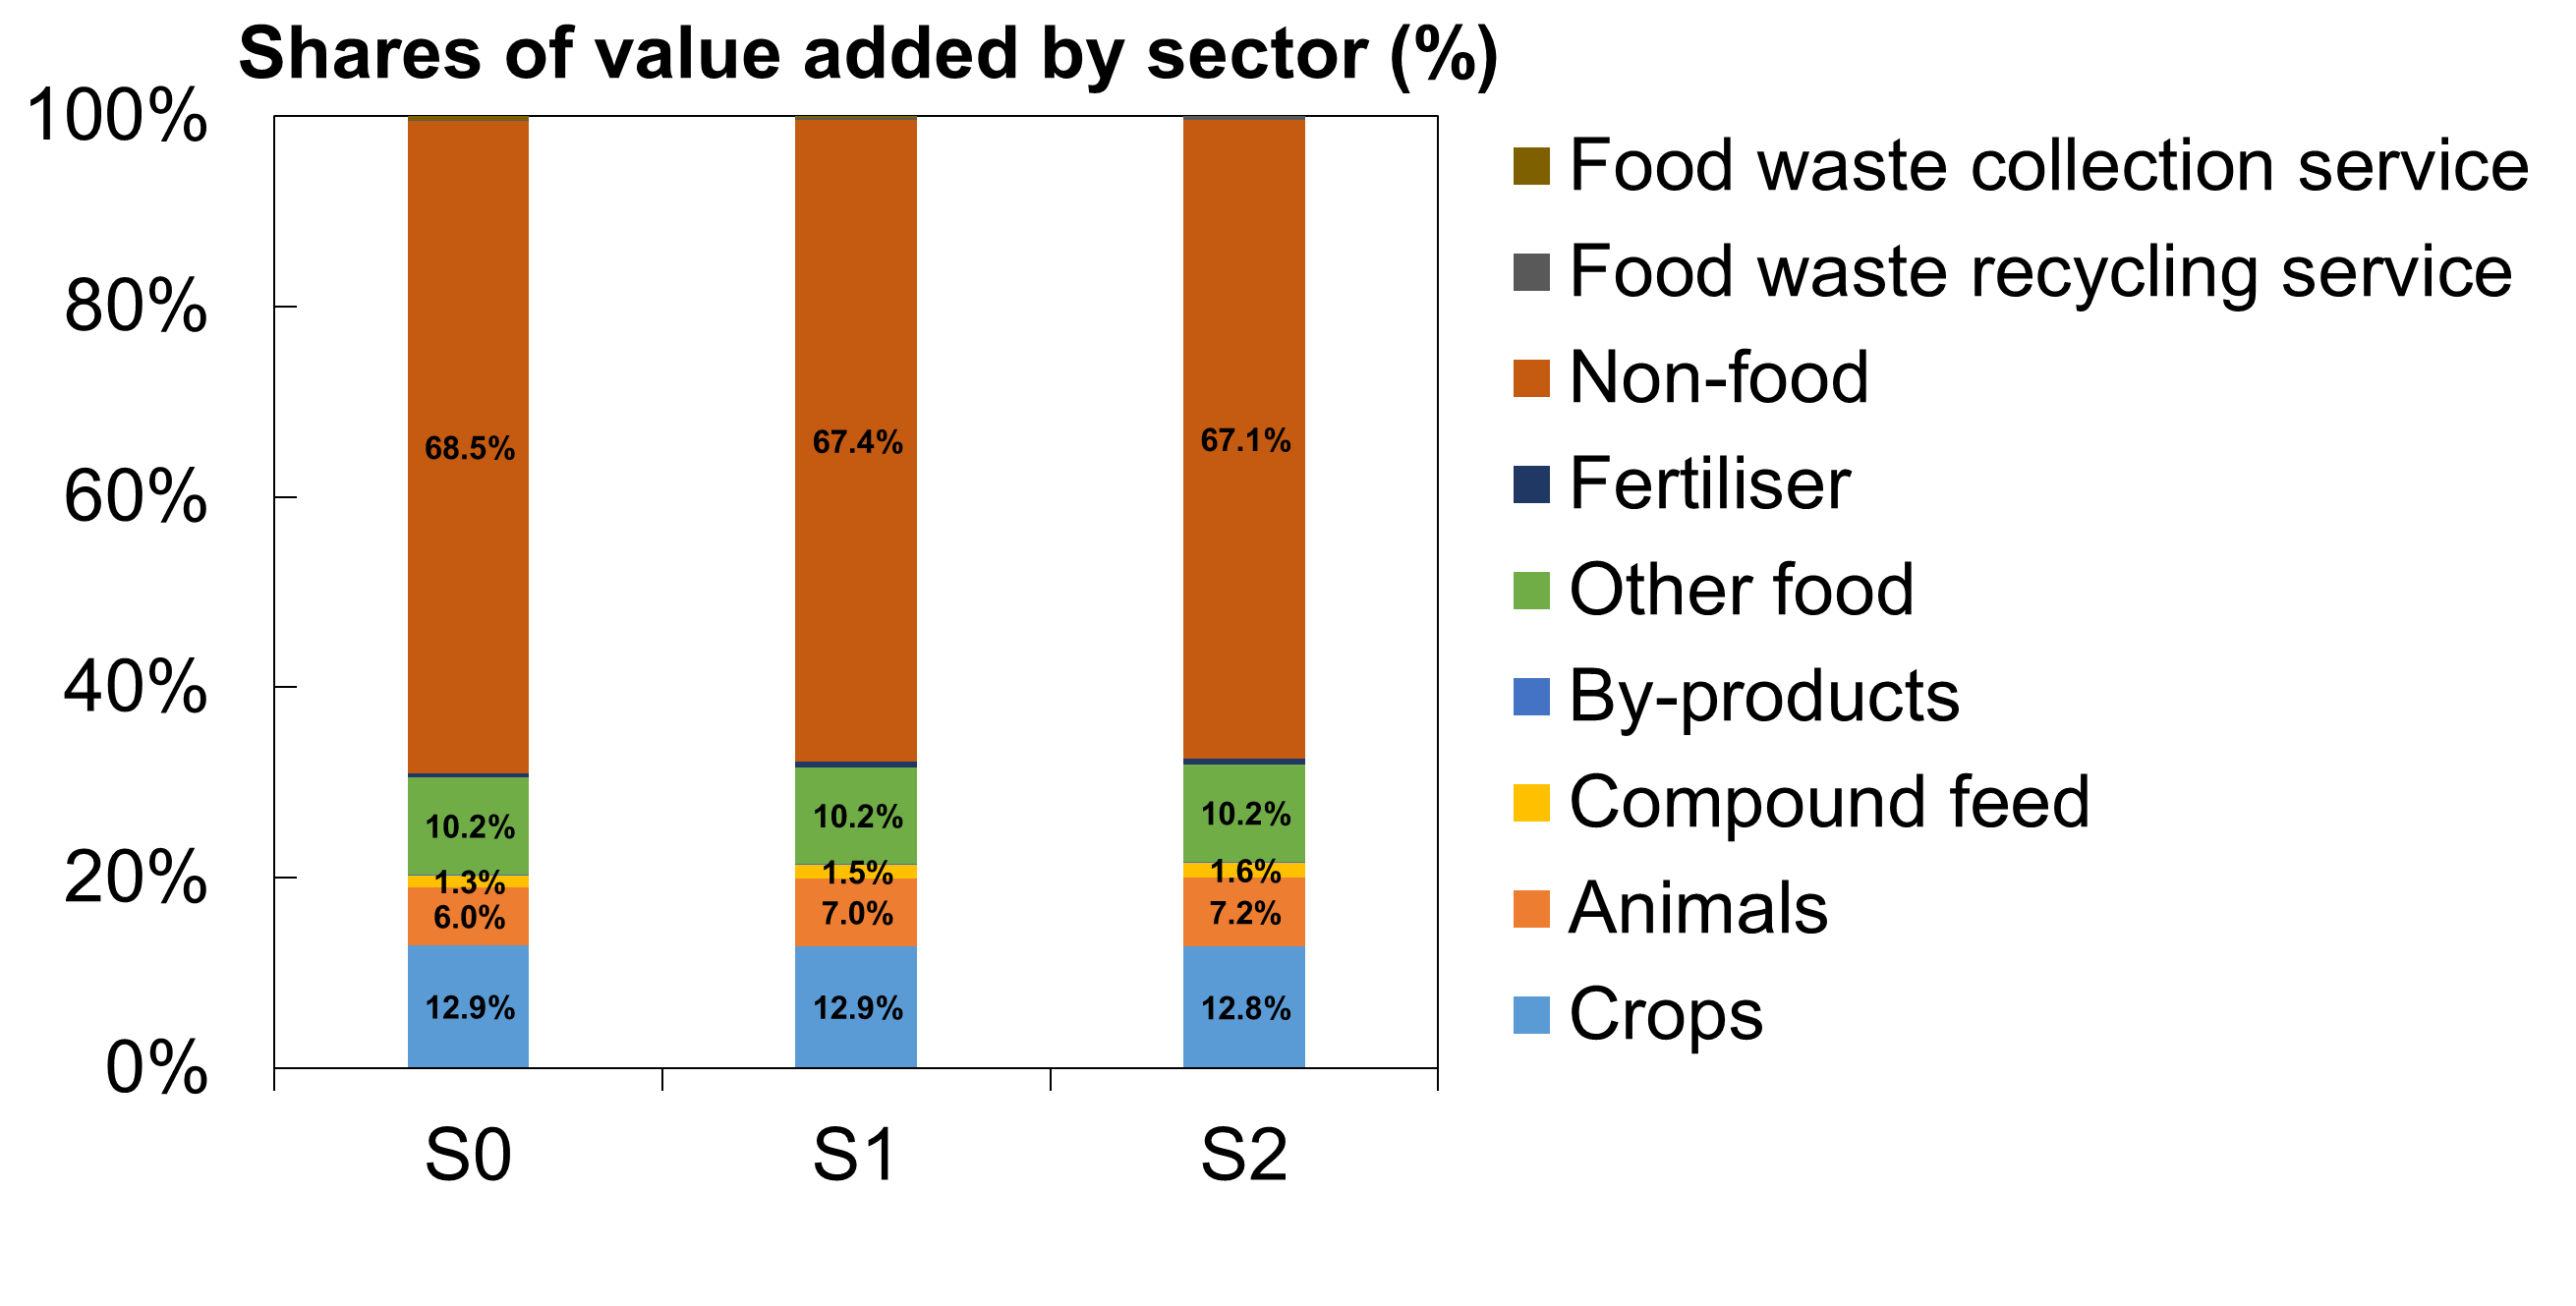 Shares of value added by sector (%)
100%
80%
60%
40%
20%
0%
68.5%
10.2%
1.3%
6.0%
12.9%
67.4%
10.2%
1.5%
7.0%
12.9%
67.1%
10.2%
1.6%
7.2%
12.8%
S0
S1
S2
Food waste collection service
Food waste recycling service
Non-food
Fertiliser
Other food
By-products
Compound feed
Animals
Crops